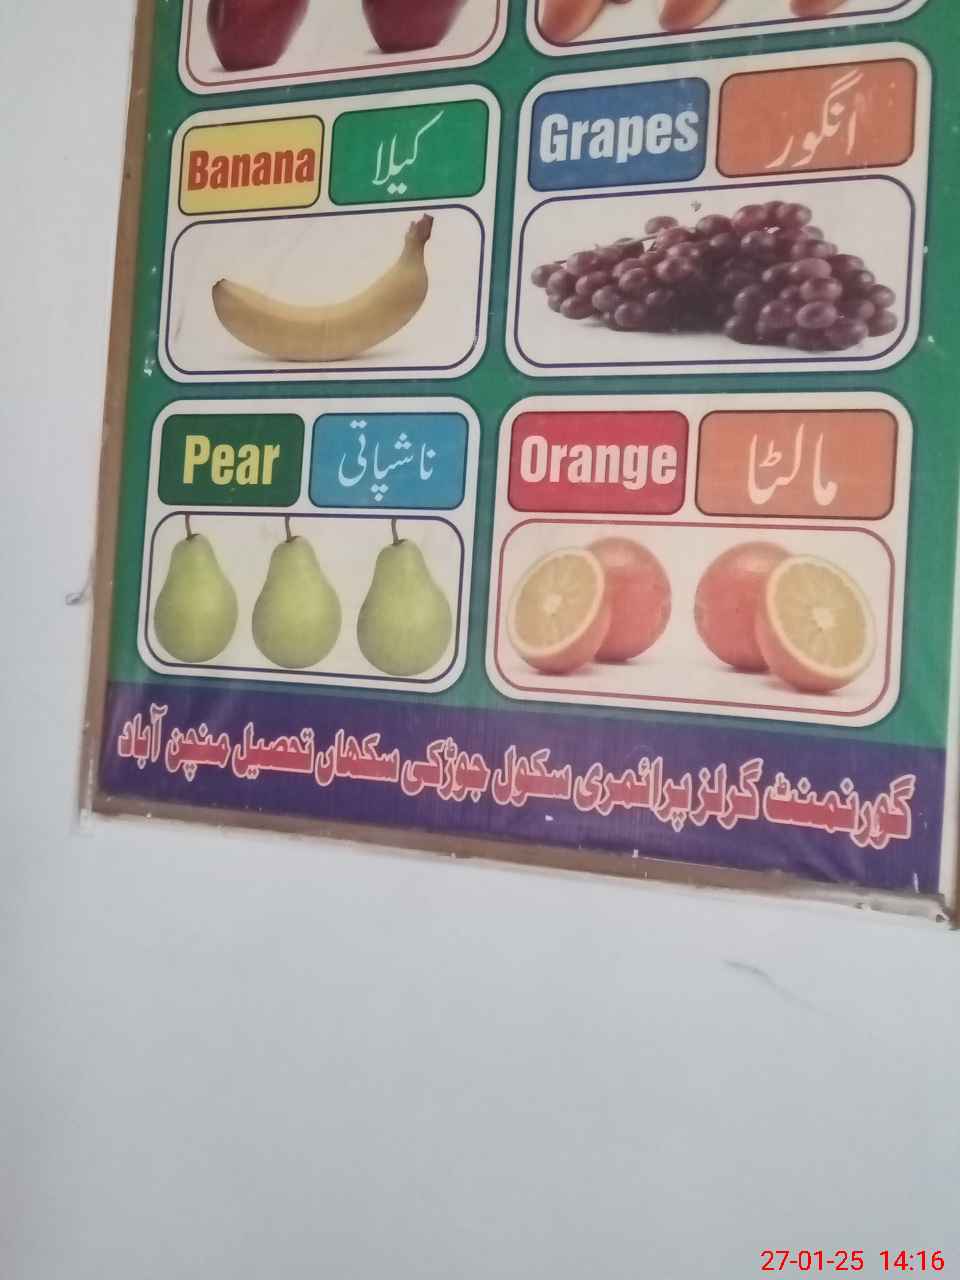 Banana کیلا
Grapes انگور
Pear ناشپاتی
Orange مالٹا
گورنمنٹ گرلز پرائمری سکول جوڑکی سکھاں تحصیل منچن آباد
27-01-25 14:16